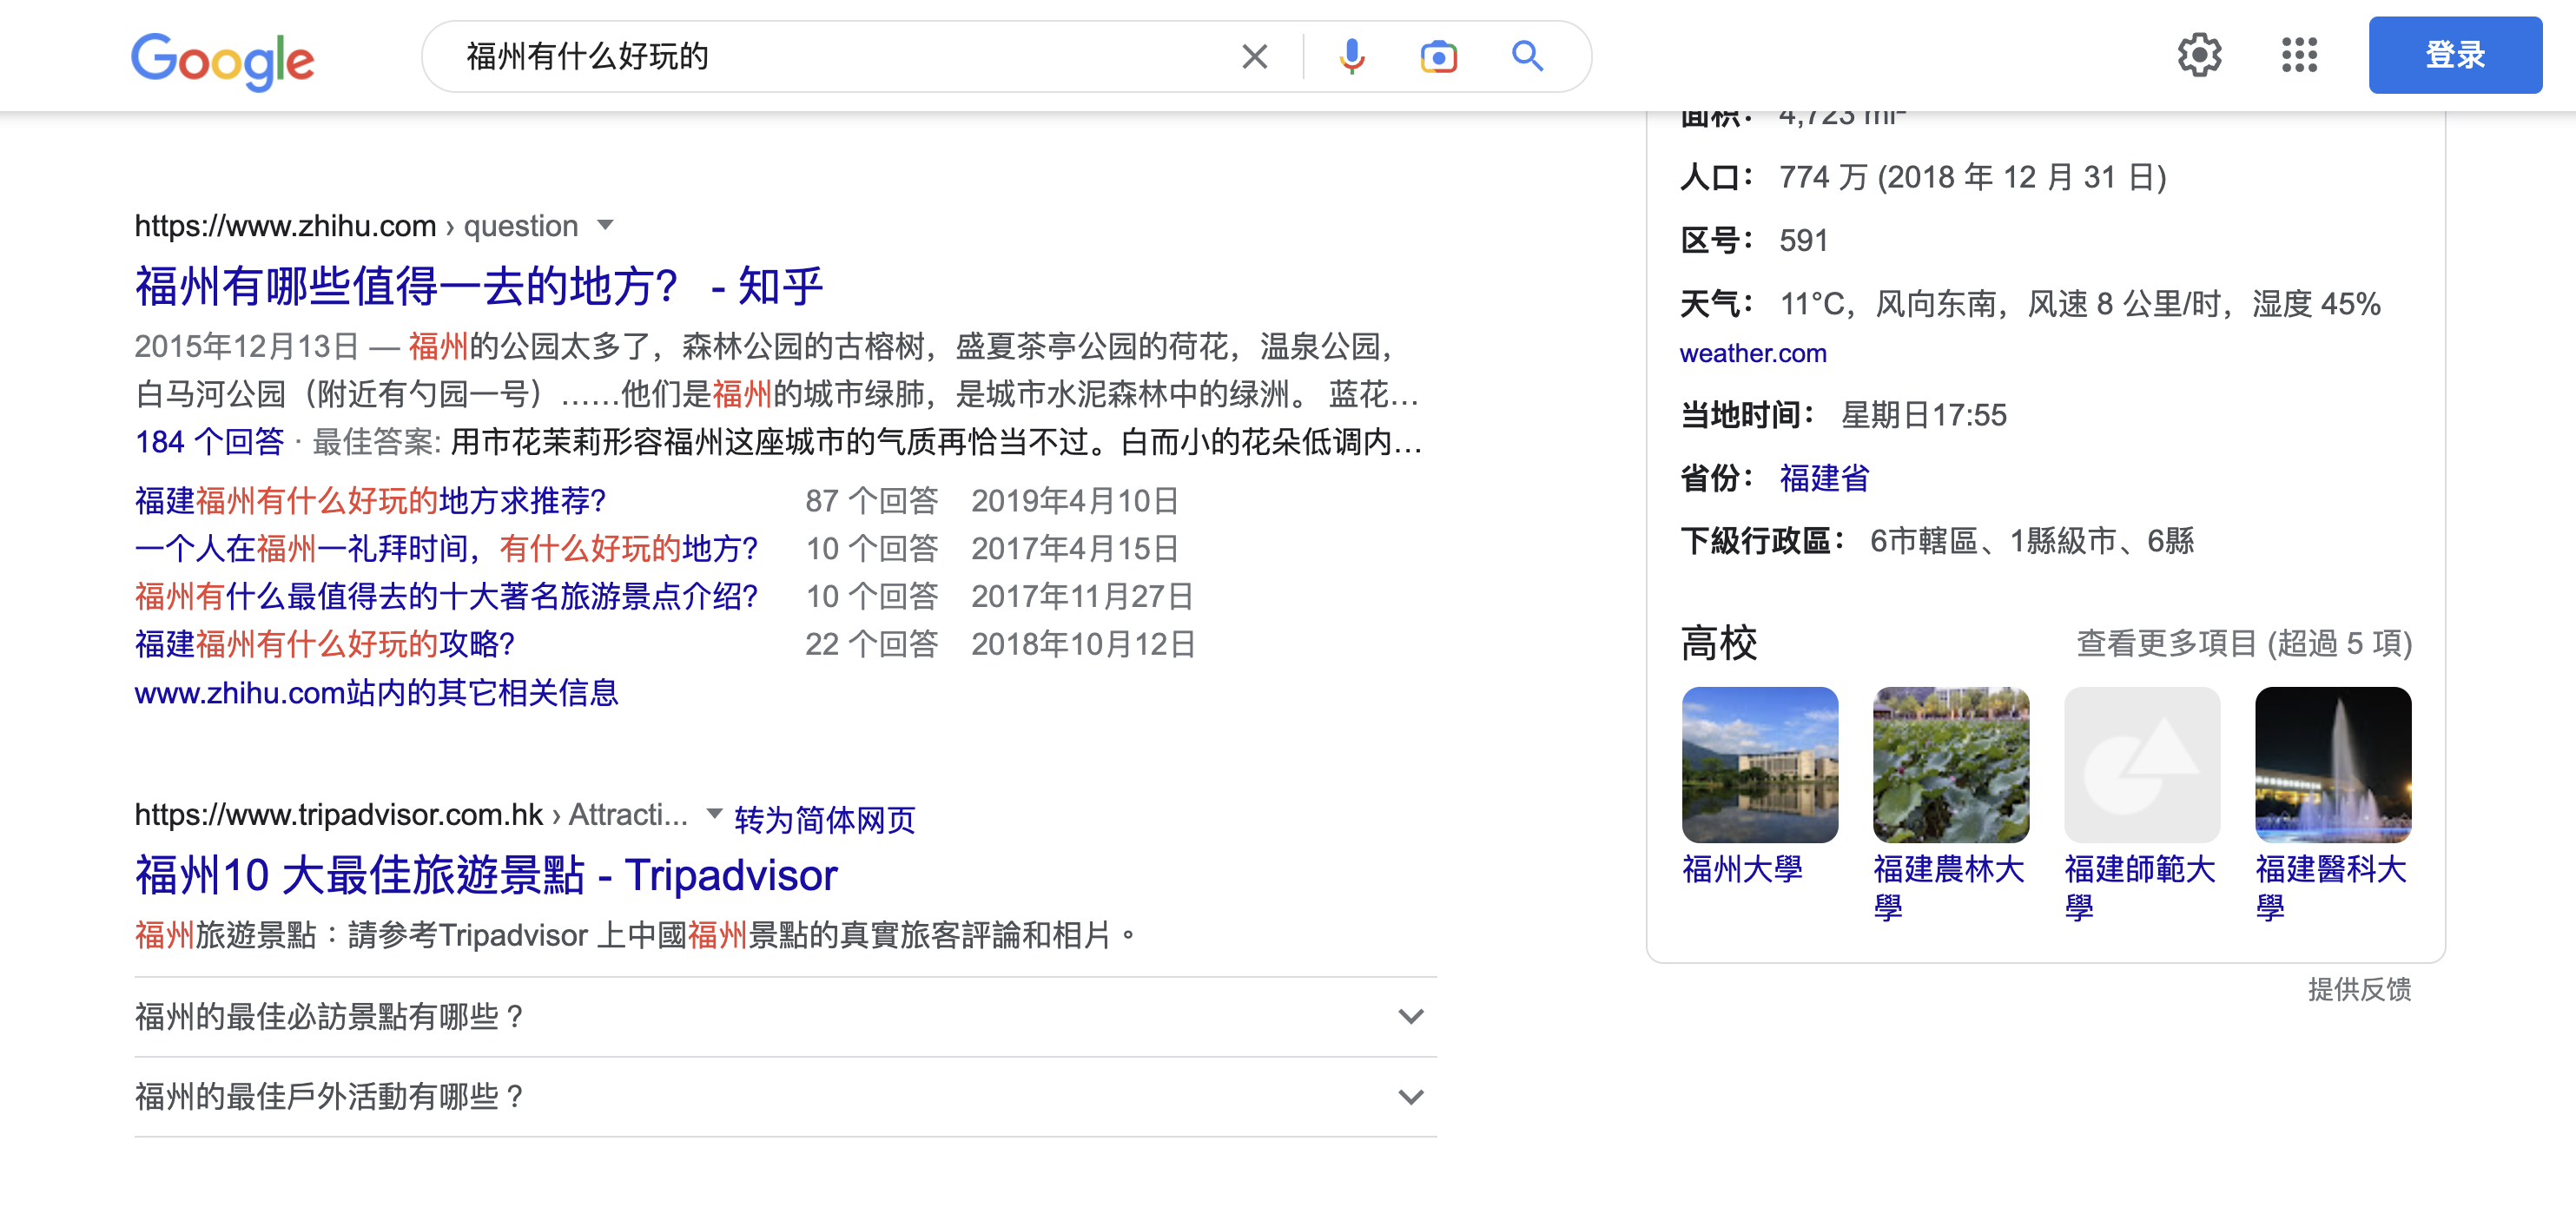 Google
福州有什么好玩的
登录
https://www.zhihu.com › question
福州有哪些值得一去的地方？ - 知乎
2015年12月13日 — 福州的公园太多了，森林公园的古榕树，盛夏茶亭公园的荷花，温泉公园，
白马河公园（附近有勺园一号）……他们是福州的城市绿肺，是城市水泥森林中的绿洲。 蓝花...
184 个回答 · 最佳答案: 用市花茉莉形容福州这座城市的气质再恰当不过。白而小的花朵低调内...
福建福州有什么好玩的地方求推荐? 87 个回答 2019年4月10日
一个人在福州一礼拜时间，有什么好玩的地方? 10 个回答 2017年4月15日
福州有什么最值得去的十大著名旅游景点介绍? 10 个回答 2017年11月27日
福建福州有什么好玩的攻略? 22 个回答 2018年10月12日
www.zhihu.com站内的其它相关信息
https://www.tripadvisor.com.hk › Attracti... 转为简体网页
福州10 大最佳旅遊景點 - Tripadvisor
福州旅遊景點：請參考Tripadvisor 上中國福州景點的真實旅客評論和相片。
福州的最佳必訪景點有哪些？
福州的最佳戶外活動有哪些？
面积： 4,723 mi²
人口： 774 万 (2018 年 12 月 31 日)
区号： 591
天气： 11°C，风向东南，风速 8 公里/时，湿度 45%
weather.com
当地时间： 星期日17:55
省份： 福建省
下級行政區： 6市轄區、1縣級市、6縣
高校 查看更多項目 (超過 5 項)
福州大學
福建農林大
學
福建師範大
學
福建醫科大
學
提供反馈